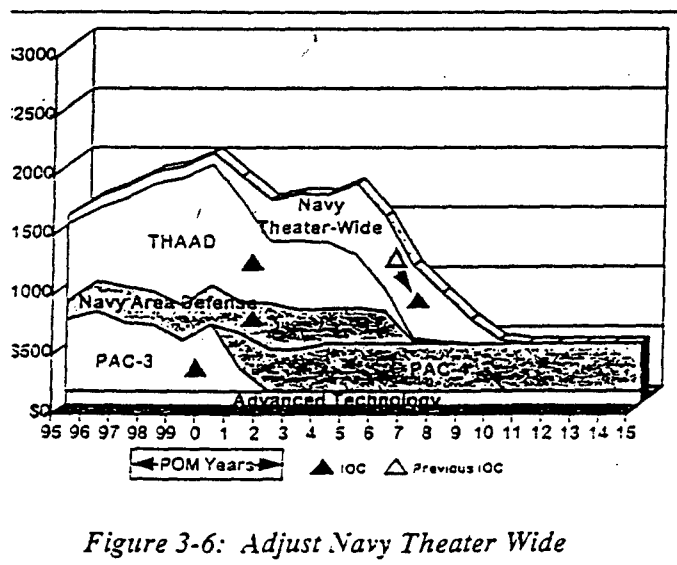 $3000
$2500
2000
1500
1000
$500
$0
Navy
Theater-Wide
THAAD
Navy Area Defense
PAC-3
PAC-4
Advanced Technology
95 96 97 98 99 0 1 2 3 4 5 6 7 8 9 10 11 12 13 14 15
POM Years
IOC
Previous IOC
Figure 3-6: Adjust Navy Theater Wide